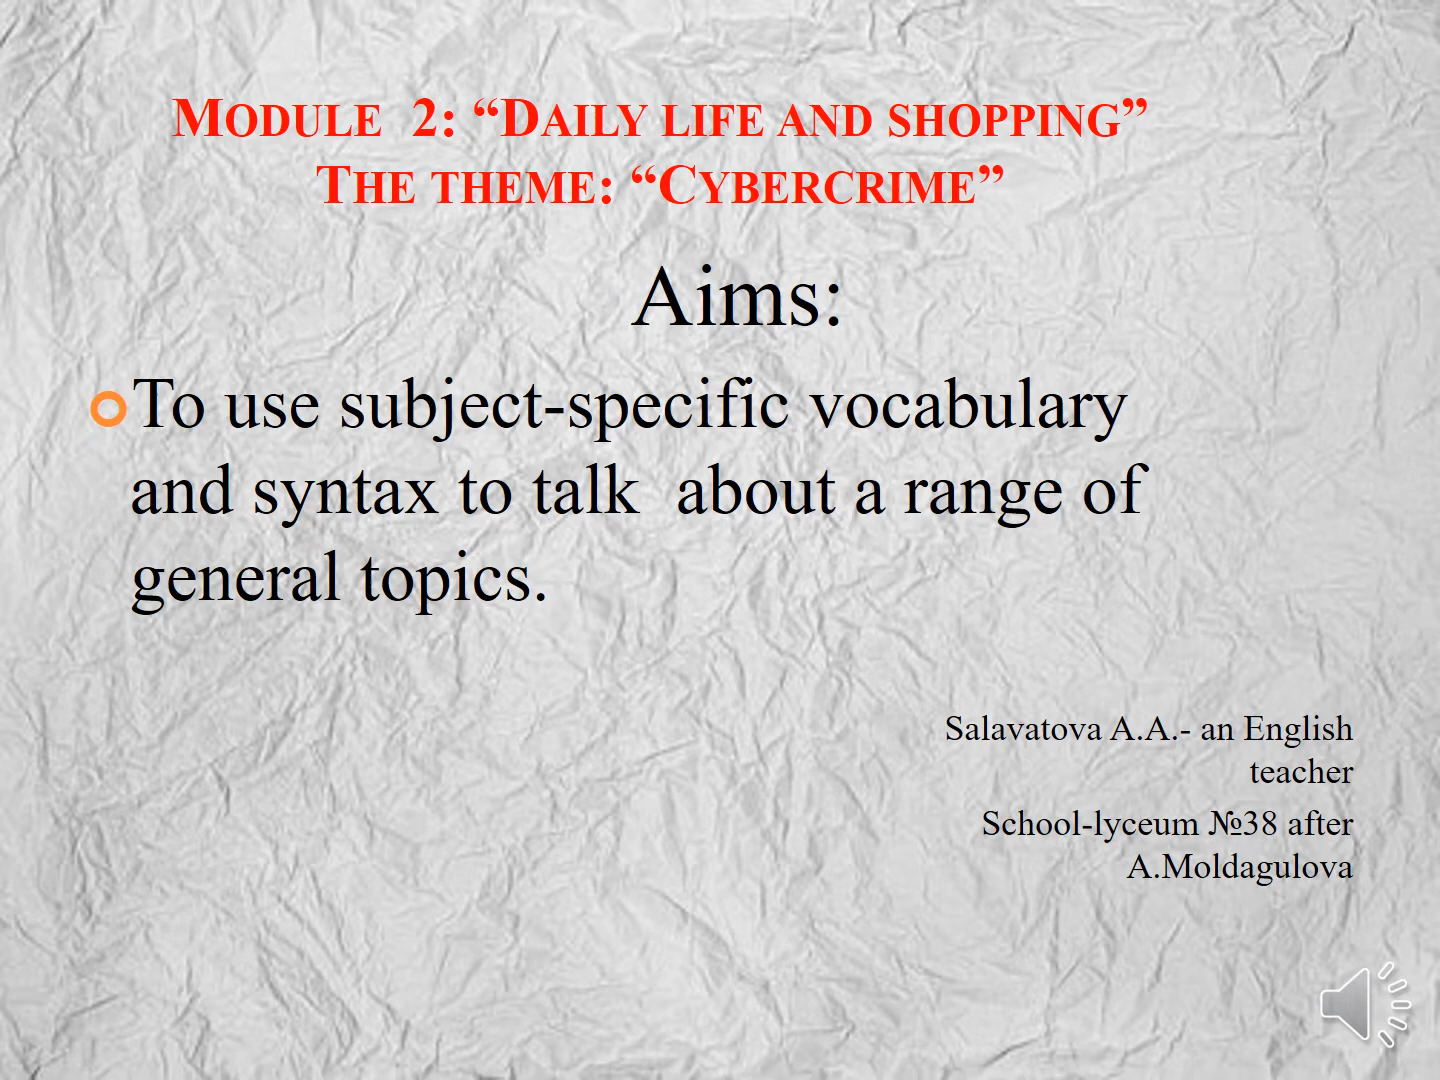 Module  2: “Daily life and shopping”
The theme: “Cybercrime”
Aims:
To use subject-specific vocabulary
and syntax to talk  about a range of
general topics.
Salavatova A.A.- an English
teacher
School-lyceum №38 after
A.Moldagulova